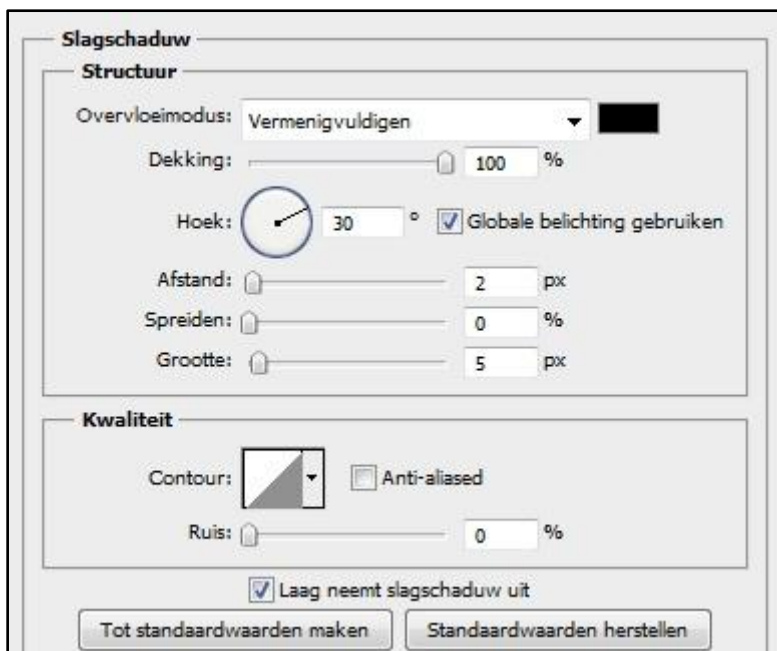 Slagschaduw
Structuur
Overvloeimodus: Vermenigvuldigen
Dekking: 100 %
Hoek: 30 ° Globale belichting gebruiken
Afstand: 2 px
Spreiden: 0 %
Grootte: 5 px
Kwaliteit
Contour: Anti-aliased
Ruis: 0 %
Laag neemt slagschaduw uit
Tot standaardwaarden maken Standaardwaarden herstellen